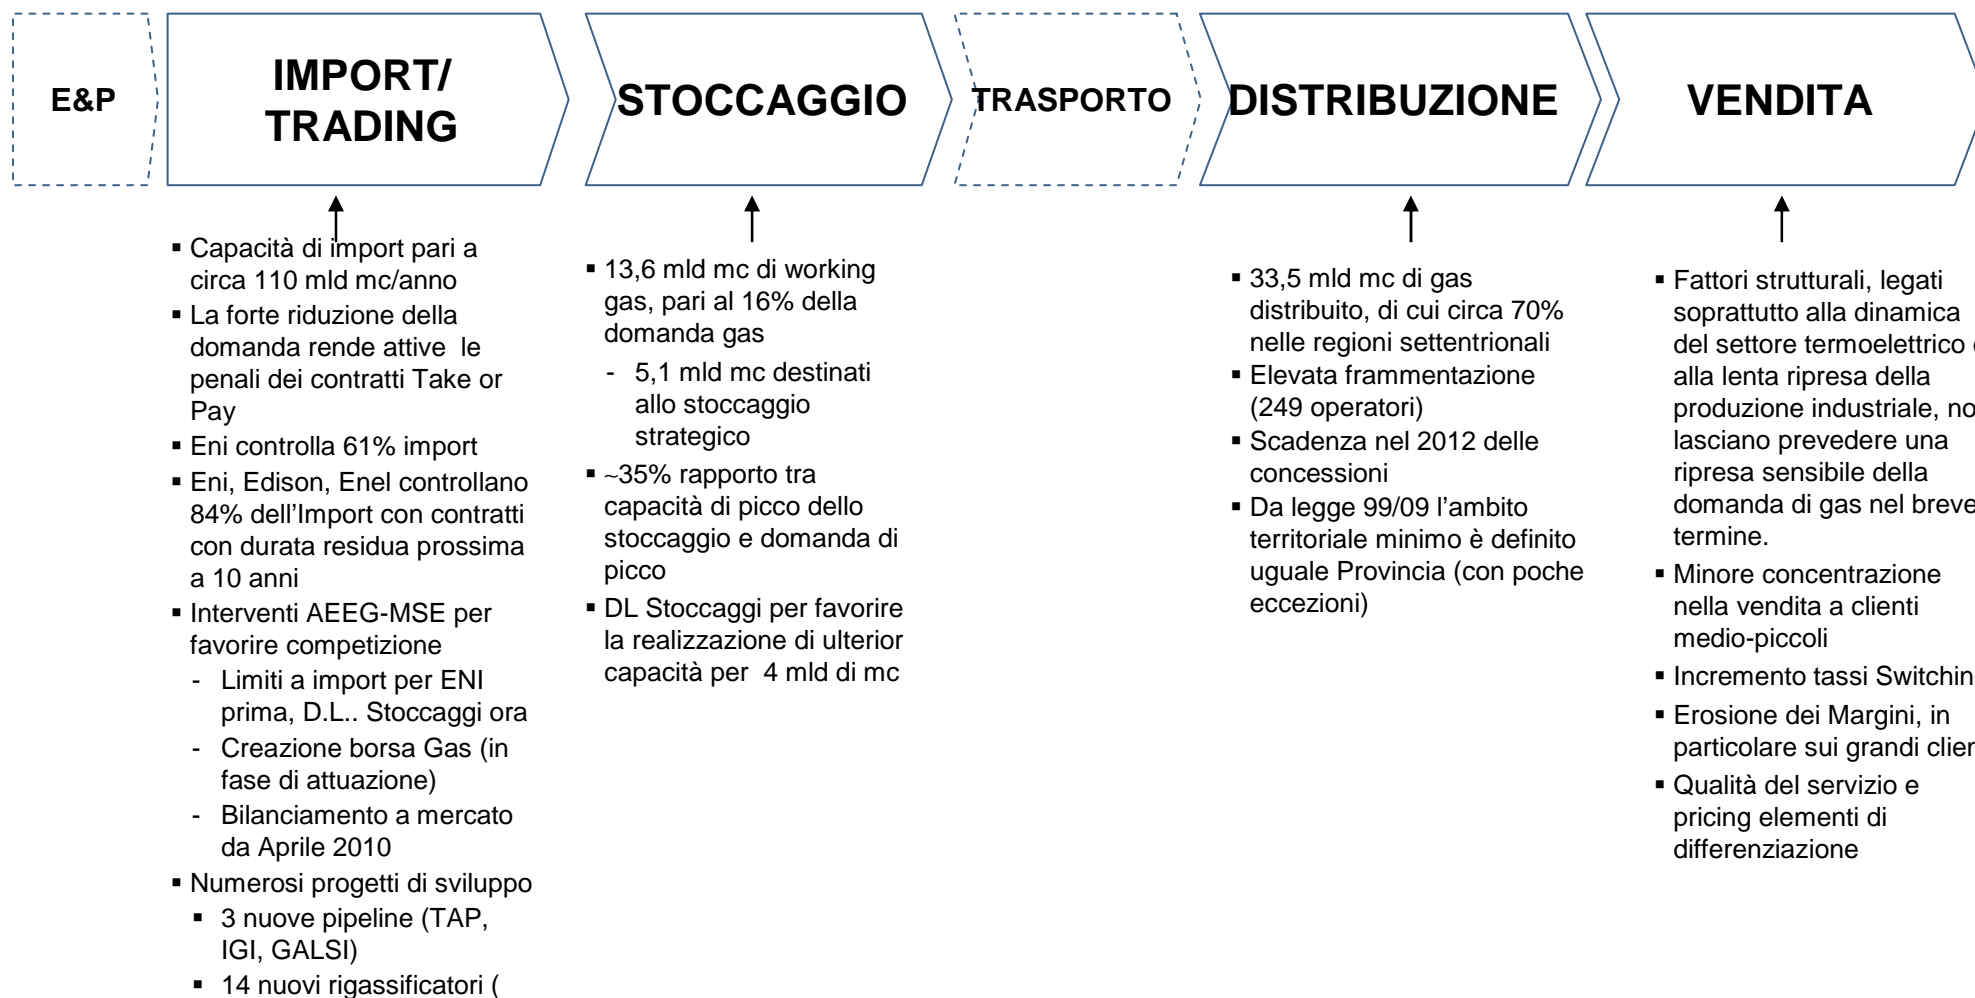 E&P
IMPORT/
TRADING
STOCCAGGIO
TRASPORTO
DISTRIBUZIONE
VENDITA
▪ Capacità di import pari a
circa 110 mld mc/anno
▪ La forte riduzione della
domanda rende attive le
penali dei contratti Take or
Pay
▪ Eni controlla 61% import
▪ Eni, Edison, Enel controllano
84% dell’Import con contratti
con durata residua prossima
a 10 anni
▪ Interventi AEEG-MSE per
favorire competizione
- Limiti a import per ENI
prima, D.L.. Stoccaggi ora
- Creazione borsa Gas (in
fase di attuazione)
- Bilanciamento a mercato
da Aprile 2010
▪ Numerosi progetti di sviluppo
▪ 3 nuove pipeline (TAP,
IGI, GALSI)
▪ 14 nuovi rigassificatori (
▪ 13,6 mld mc di working
gas, pari al 16% della
domanda gas
- 5,1 mld mc destinati
allo stoccaggio
strategico
▪ ~35% rapporto tra
capacità di picco dello
stoccaggio e domanda di
picco
▪ DL Stoccaggi per favorire
la realizzazione di ulterior
capacità per 4 mld di mc
▪ 33,5 mld mc di gas
distribuito, di cui circa 70%
nelle regioni settentrionali
▪ Elevata frammentazione
(249 operatori)
▪ Scadenza nel 2012 delle
concessioni
▪ Da legge 99/09 l’ambito
territoriale minimo è definito
uguale Provincia (con poche
eccezioni)
▪ Fattori strutturali, legati
soprattutto alla dinamica
del settore termoelettrico
alla lenta ripresa della
produzione industriale, no
lasciano prevedere una
ripresa sensibile della
domanda di gas nel breve
termine.
▪ Minore concentrazione
nella vendita a clienti
medio-piccoli
▪ Incremento tassi Switchin
▪ Erosione dei Margini, in
particolare sui grandi clien
▪ Qualità del servizio e
pricing elementi di
differenziazione